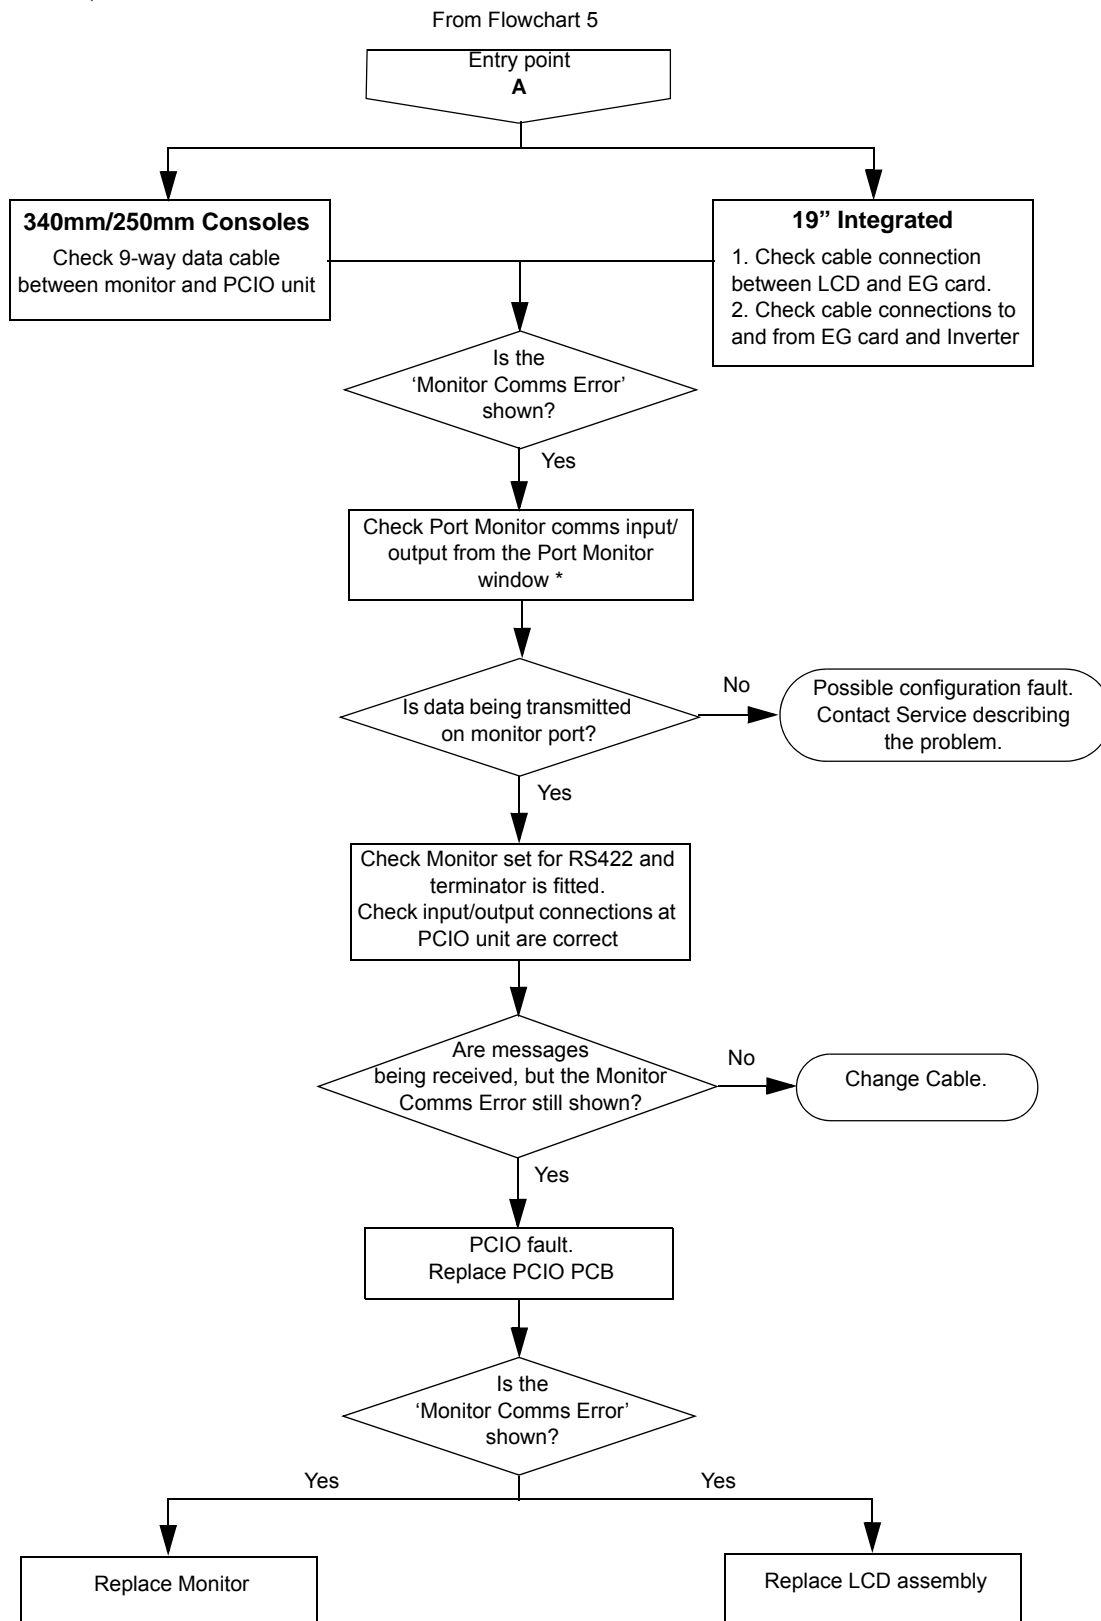 From Flowchart 5
Entry point
A
340mm/250mm Consoles
Check 9-way data cable
between monitor and PCIO unit
19” Integrated
1. Check cable connection
between LCD and EG card.
2. Check cable connections to
and from EG card and Inverter
Is the
‘Monitor Comms Error’
shown?
Yes
Check Port Monitor comms input/
output from the Port Monitor
window *
Is data being transmitted
on monitor port?
No
Possible configuration fault.
Contact Service describing
the problem.
Yes
Check Monitor set for RS422 and
terminator is fitted.
Check input/output connections at
PCIO unit are correct
Are messages
being received, but the Monitor
Comms Error still shown?
No
Change Cable.
Yes
PCIO fault.
Replace PCIO PCB
Is the
‘Monitor Comms Error’
shown?
Yes
Yes
Replace Monitor
Replace LCD assembly